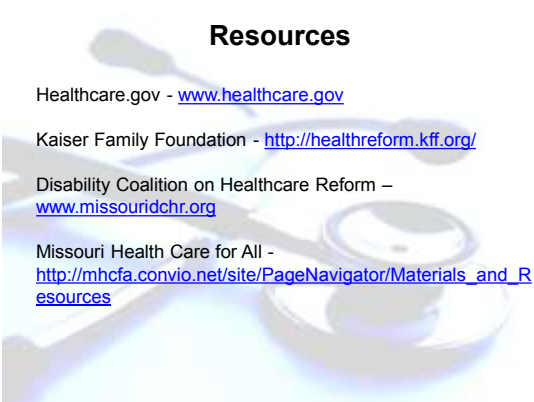 Resources
Healthcare.gov - www.healthcare.gov
Kaiser Family Foundation - http://healthreform.kff.org/
Disability Coalition on Healthcare Reform –
www.missouridchr.org
Missouri Health Care for All -
http://mhcfa.convio.net/site/PageNavigator/Materials_and_R
esources